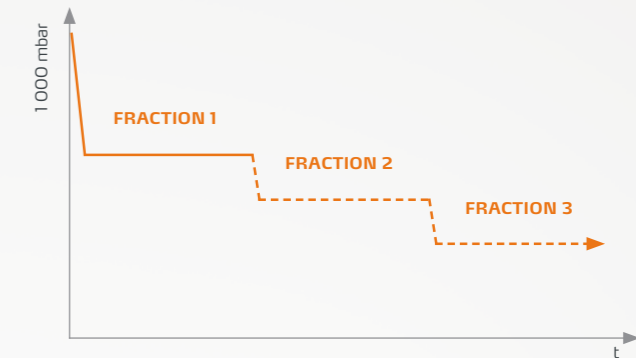 1 000 mbar
FRACTION 1
FRACTION 2
FRACTION 3
t